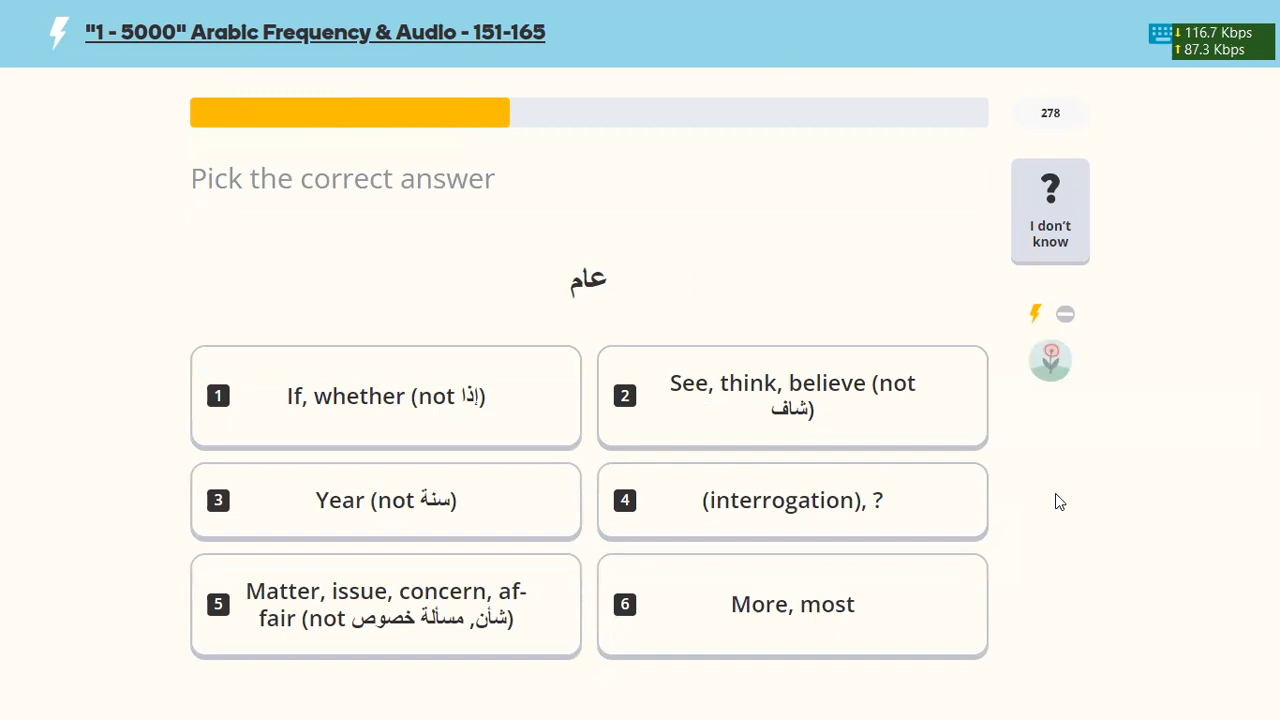 "1 - 5000" Arabic Frequency & Audio - 151-165
↓ 116.7 Kbps
↑ 87.3 Kbps
278
Pick the correct answer
?
I don't
know
عام
1 If, whether (not إذا)
2 See, think, believe (not
شاف)
3 Year (not سنة)
4 (interrogation), ?
5 Matter, issue, concern, af-
fair (not شأن, مسألة خصوص)
6 More, most